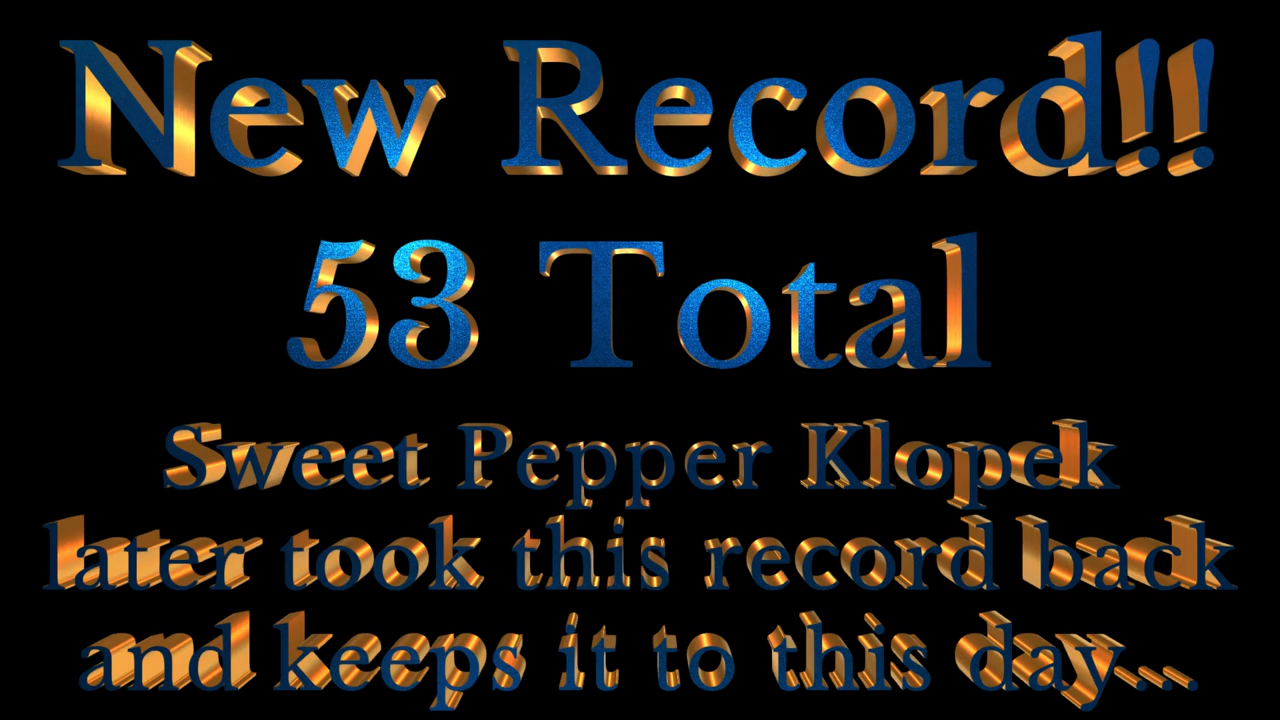 New Record!!
53 Total
Sweet Pepper Klopek
later took this record back
and keeps it to this day...